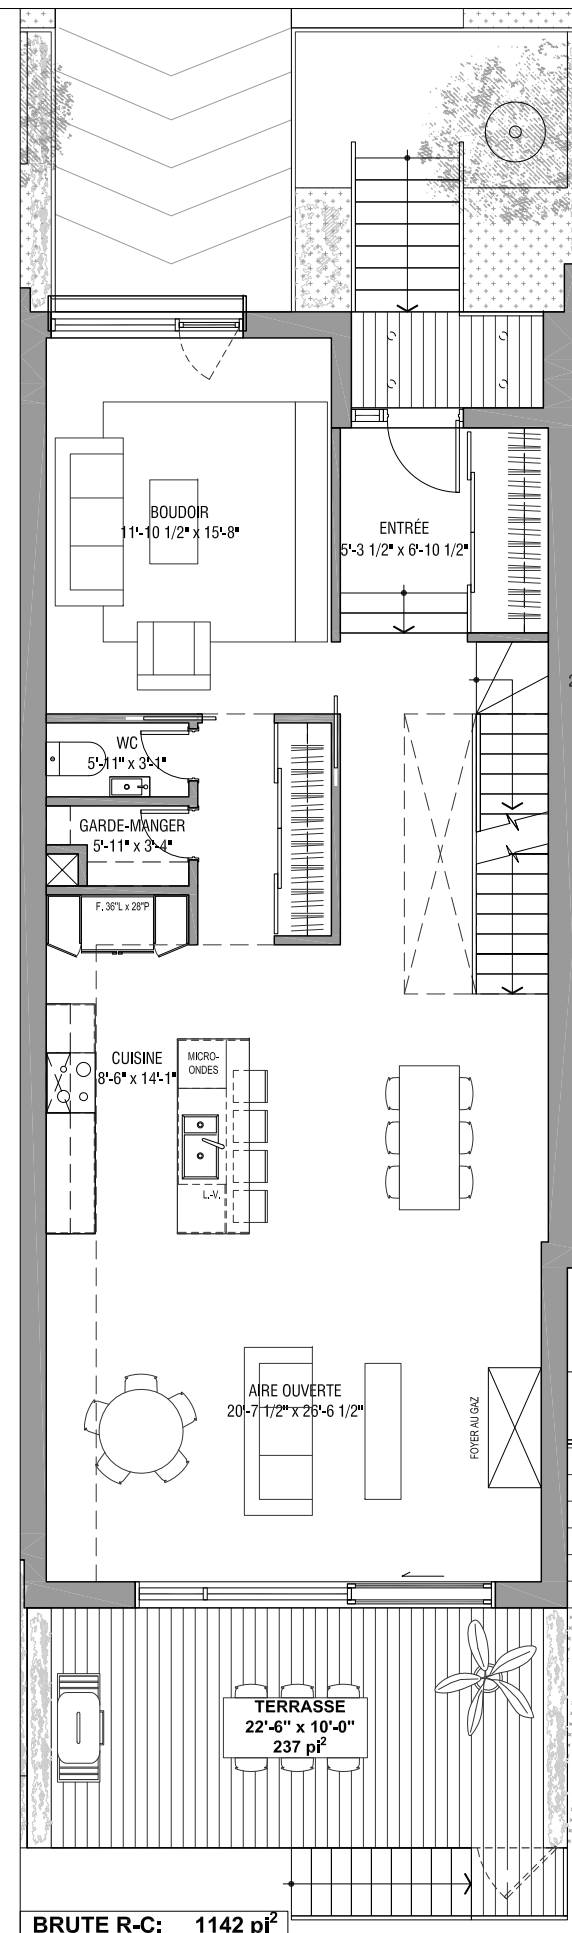 BOUDOIR
11'-10 1/2" x 15'-8"
ENTRÉE
5'-3 1/2" x 6'-10 1/2"
WC
5'-11" x 3'-1"
GARDE-MANGER
5'-11" x 3'-4"
F. 36"L x 28"P
CUISINE
8'-6" x 14'-1"
MICRO-
ONDES
L.-V.
AIRE OUVERTE
20'-7 1/2" x 26'-6 1/2"
FOYER AU GAZ
TERRASSE
22'-6" x 10'-0"
237 pi²
BRUTE R-C: 1142 pi²